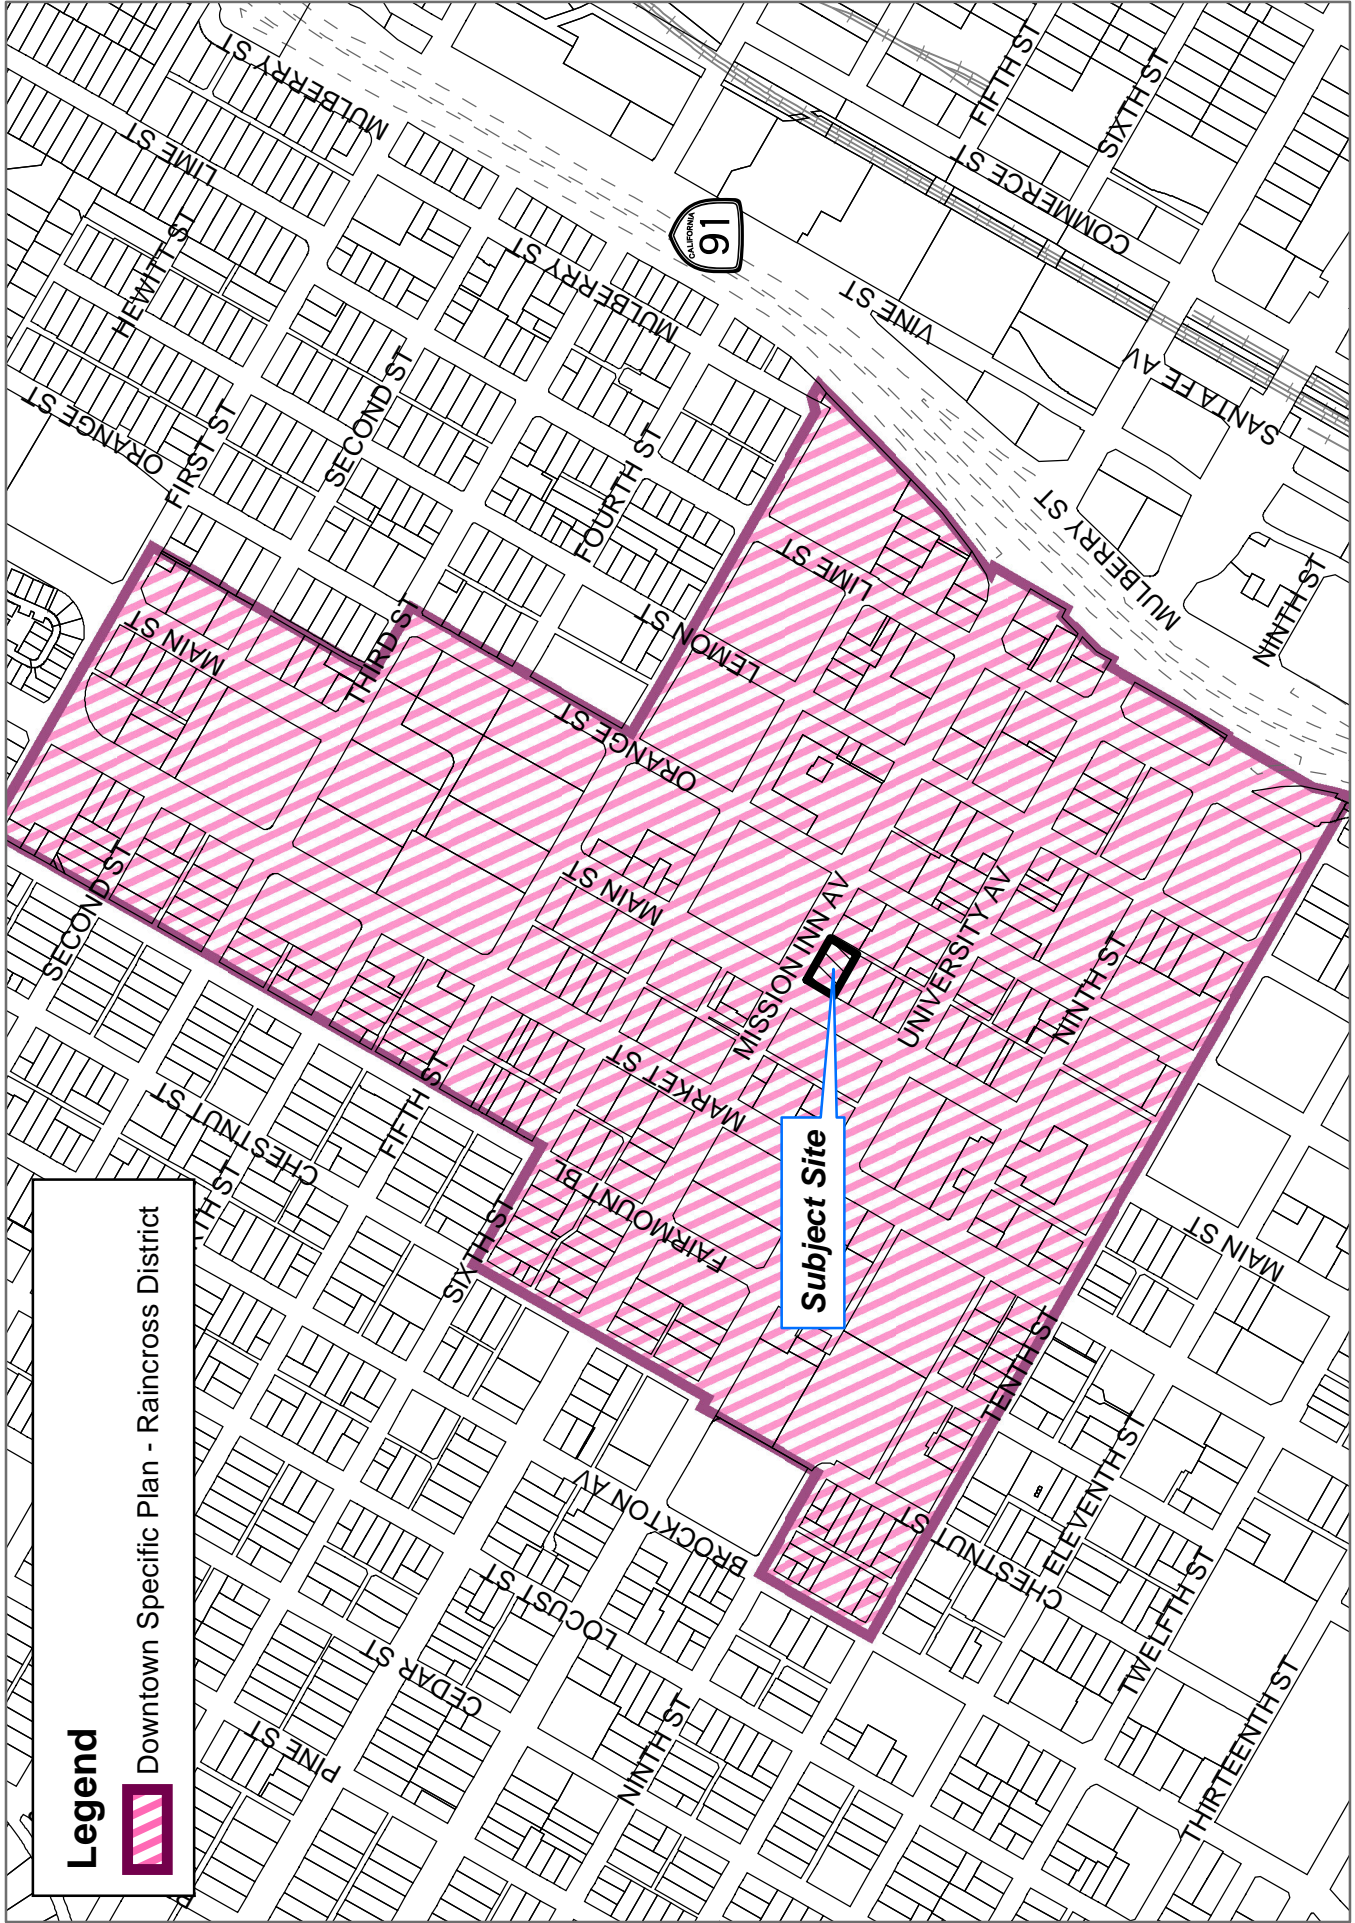 Legend
Downtown Specific Plan - Raincross District
Subject Site
CALIFORNIA
91
MULBERRY ST
LIME ST
HEWITT ST
ORANGE ST
FIRST ST
SECOND ST
MULBERRY ST
FOURTH ST
THIRD ST
MAIN ST
LEMON ST
LIME ST
ORANGE ST
FIFTH ST
SIXTH ST
COMMERCE ST
VINE ST
SANTA FE AV
MULBERRY ST
NINTH ST
SECOND ST
MAIN ST
MISSION INN AV
UNIVERSITY AV
NINTH ST
MARKET ST
FAIRMOUNT BL
CHESTNUT ST
FIFTH ST
SIXTH ST
TH ST
MAIN ST
TENTH ST
ELEVENTH ST
CHESTNUT ST
TWELFTH ST
THIRTEENTH ST
BROCKTON AV
LOCUST ST
CEDAR ST
PINE ST
NINTH ST